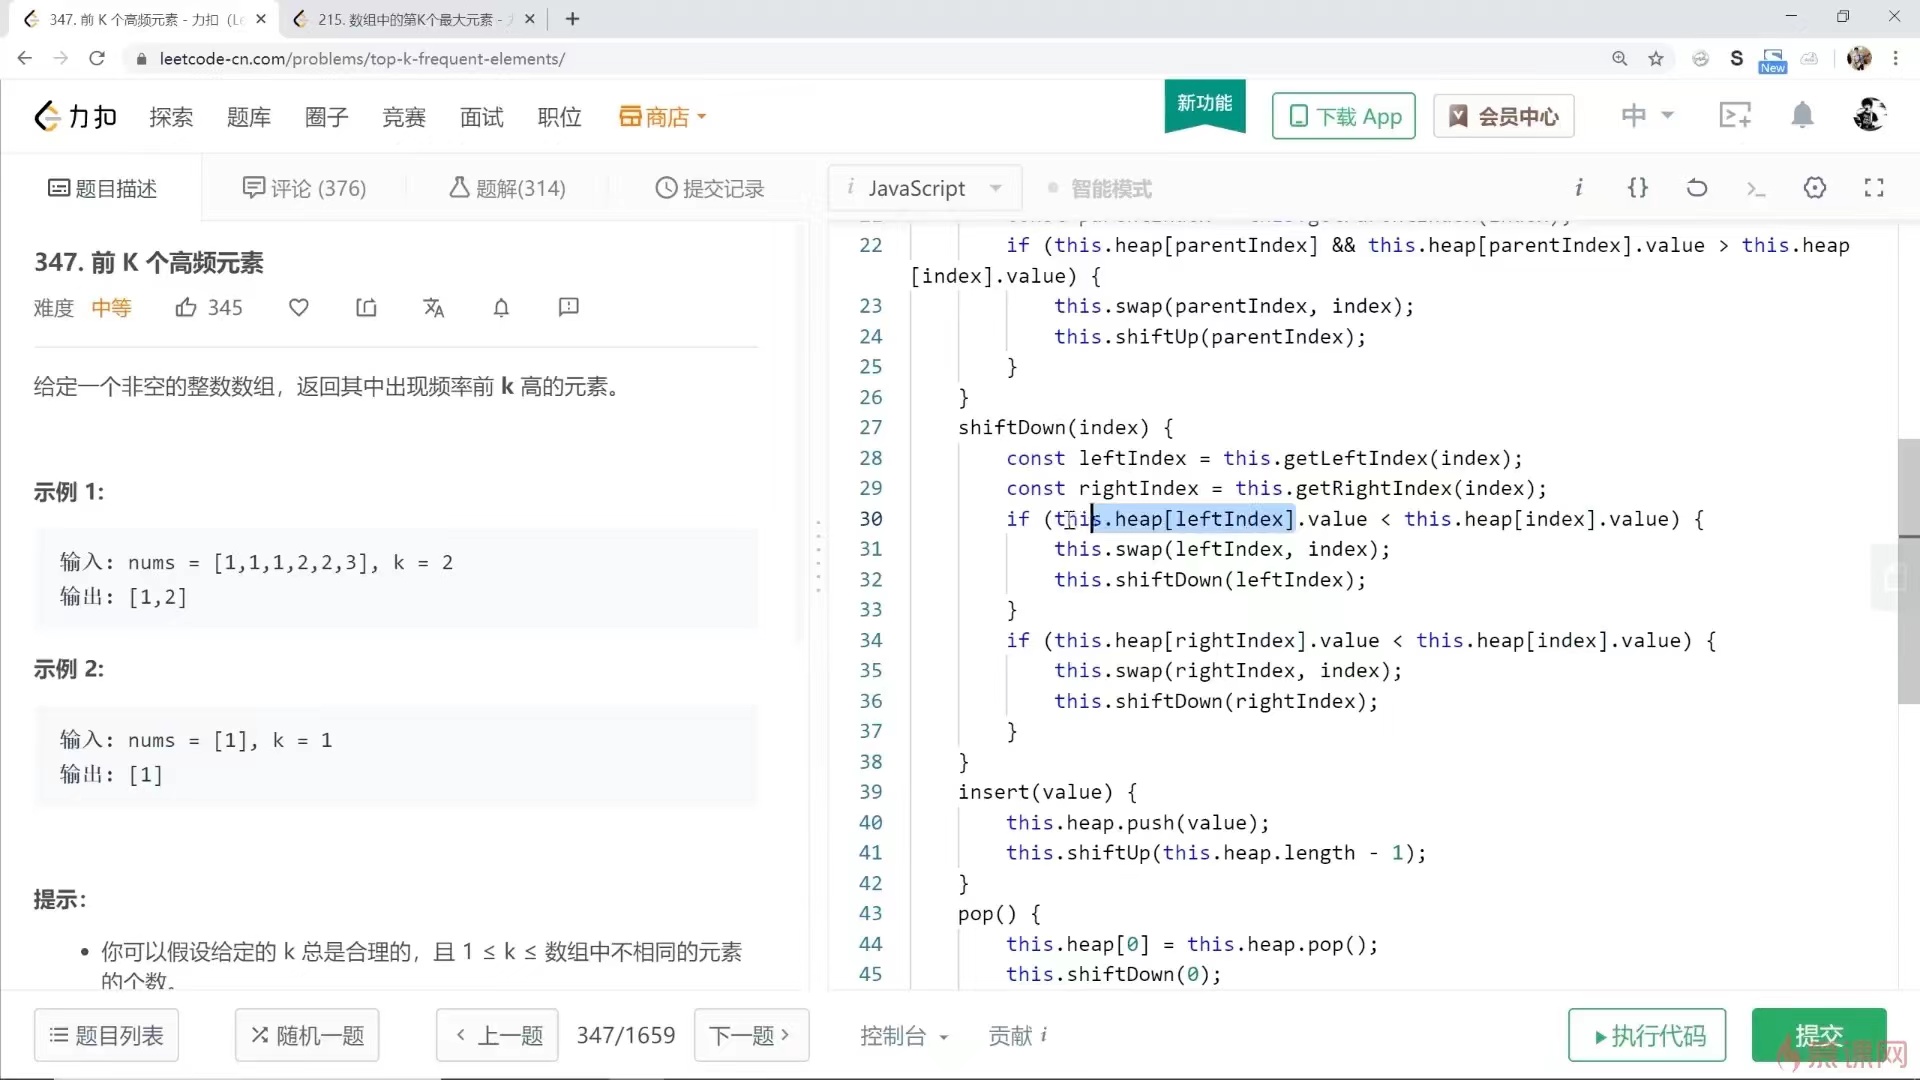 347. 前 K 个高频元素 - 力扣 (Le
215. 数组中的第K个最大元素 -
leetcode-cn.com/problems/top-k-frequent-elements/
S
New
力扣
探索
题库
圈子
竞赛
面试
职位
商店
新功能
下载 App
会员中心
中
题目描述
评论 (376)
题解(314)
提交记录
i JavaScript
智能模式
i {} >_
347. 前 K 个高频元素
难度 中等 345
给定一个非空的整数数组，返回其中出现频率前 k 高的元素。
示例 1:
输入: nums = [1,1,1,2,2,3], k = 2
输出: [1,2]
示例 2:
输入: nums = [1], k = 1
输出: [1]
提示：
• 你可以假设给定的 k 总是合理的，且 1 ≤ k ≤ 数组中不相同的元素
的个数。
22 if (this.heap[parentIndex] && this.heap[parentIndex].value > this.heap
[index].value) {
23 this.swap(parentIndex, index);
24 this.shiftUp(parentIndex);
25 }
26 }
27 shiftDown(index) {
28 const leftIndex = this.getLeftIndex(index);
29 const rightIndex = this.getRightIndex(index);
30 if (this.heap[leftIndex].value < this.heap[index].value) {
31 this.swap(leftIndex, index);
32 this.shiftDown(leftIndex);
33 }
34 if (this.heap[rightIndex].value < this.heap[index].value) {
35 this.swap(rightIndex, index);
36 this.shiftDown(rightIndex);
37 }
38 }
39 insert(value) {
40 this.heap.push(value);
41 this.shiftUp(this.heap.length - 1);
42 }
43 pop() {
44 this.heap[0] = this.heap.pop();
45 this.shiftDown(0);
题目列表
随机一题
上一题
347/1659
下一题
控制台
贡献 i
执行代码
提交
慕课网